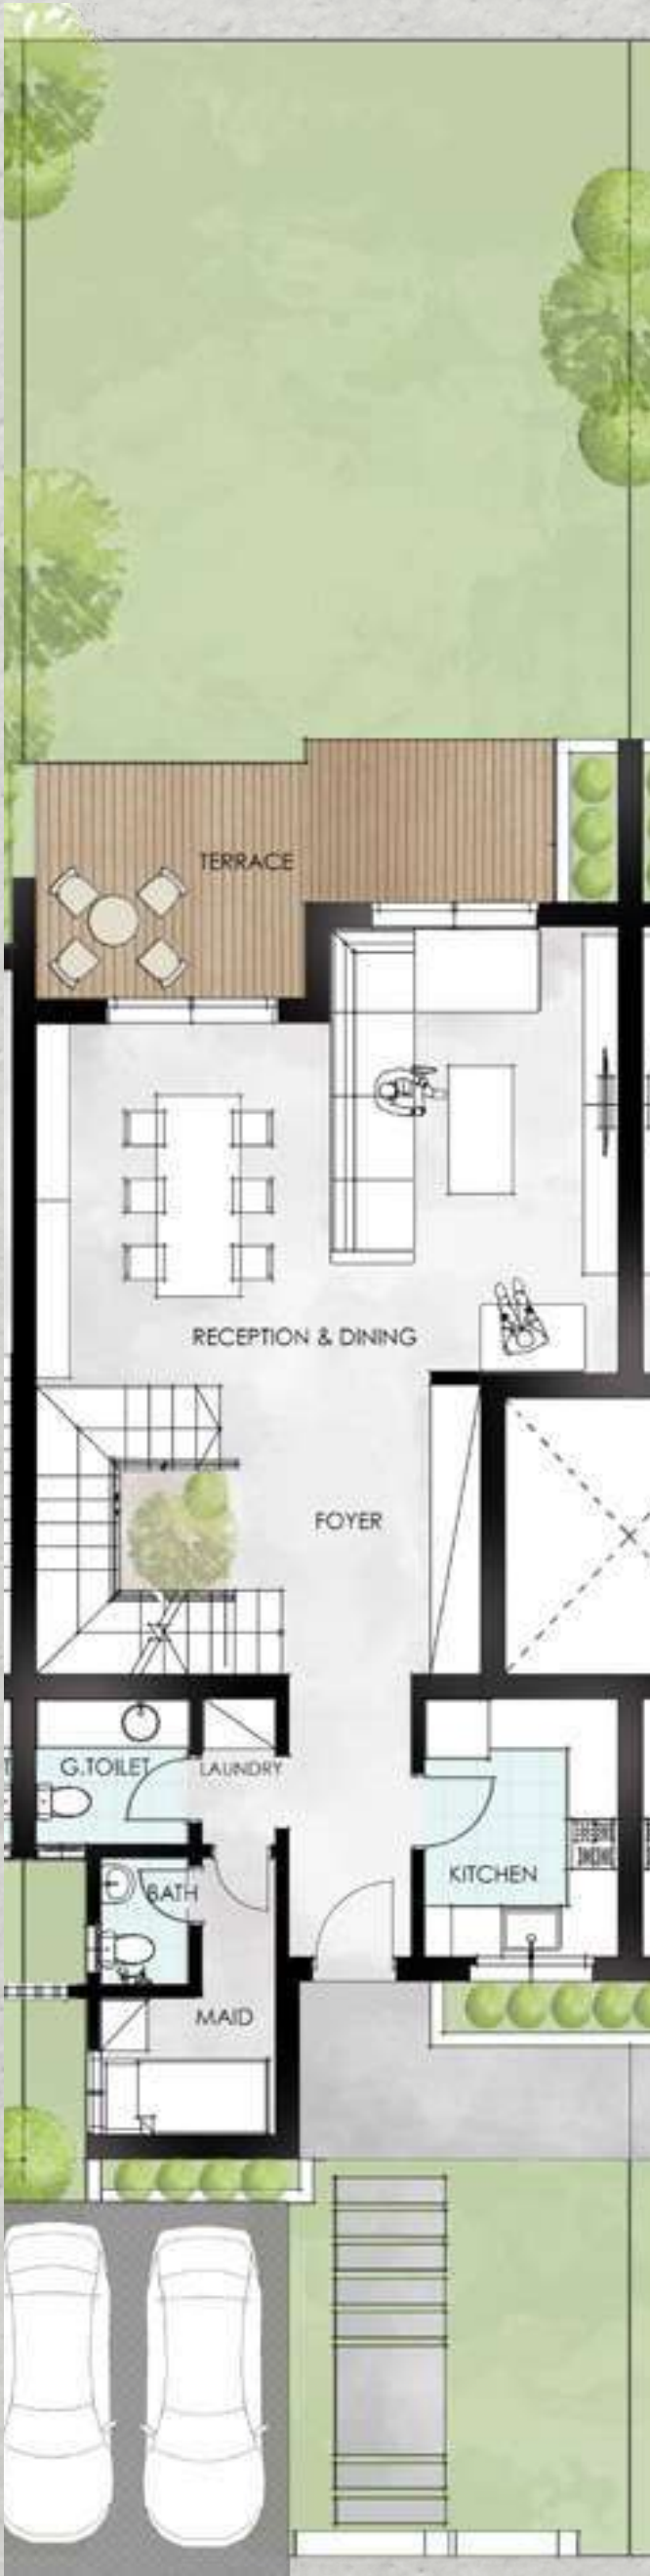 TERRACE
RECEPTION & DINING
FOYER
G.TOILET
LAUNDRY
KITCHEN
BATH
MAID